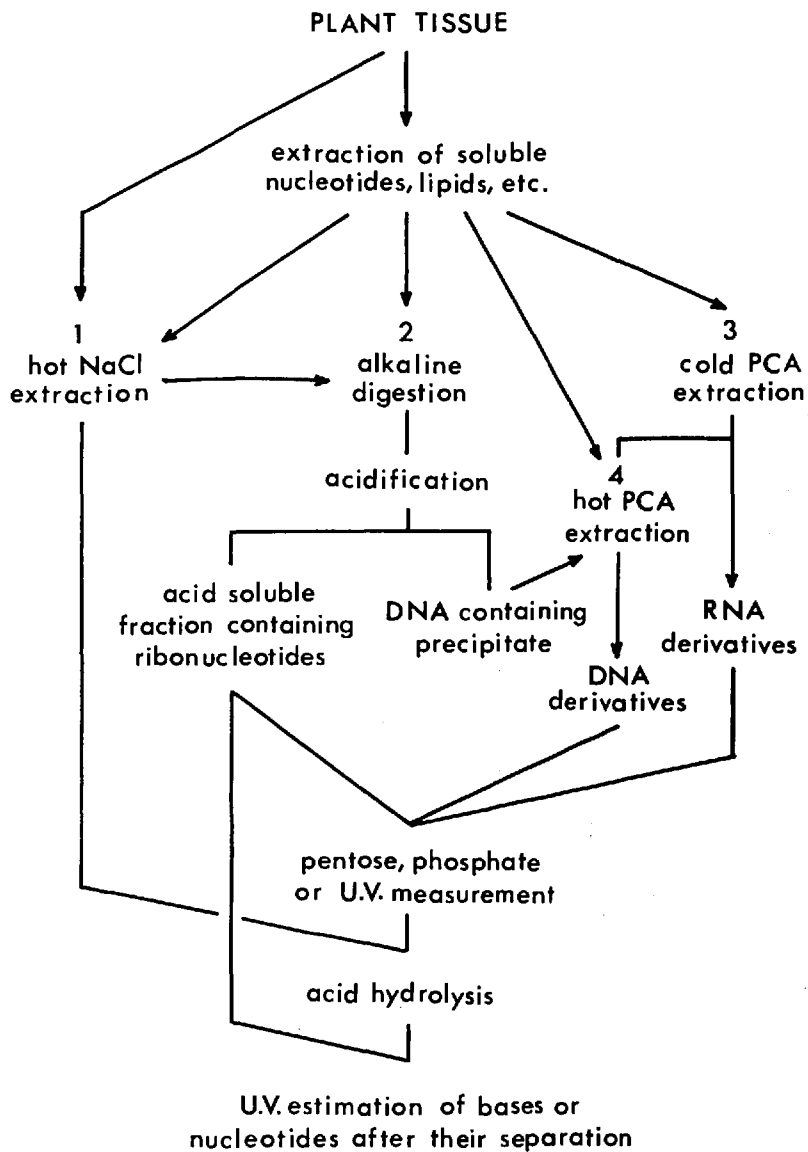 PLANT TISSUE
extraction of soluble
nucleotides, lipids, etc.
1
hot NaCl
extraction
2
alkaline
digestion
3
cold PCA
extraction
acidification
4
hot PCA
extraction
acid soluble
fraction containing
ribonucleotides
DNA containing
precipitate
RNA
derivatives
DNA
derivatives
pentose, phosphate
or U.V. measurement
acid hydrolysis
U.V. estimation of bases or
nucleotides after their separation